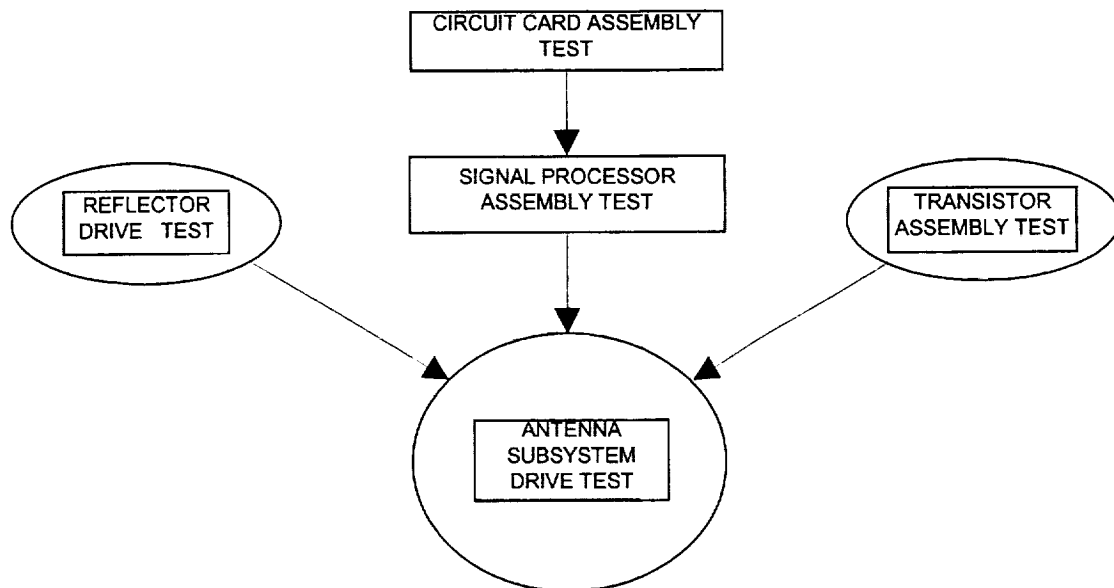 CIRCUIT CARD ASSEMBLY
TEST
SIGNAL PROCESSOR
ASSEMBLY TEST
REFLECTOR
DRIVE TEST
TRANSISTOR
ASSEMBLY TEST
ANTENNA
SUBSYSTEM
DRIVE TEST